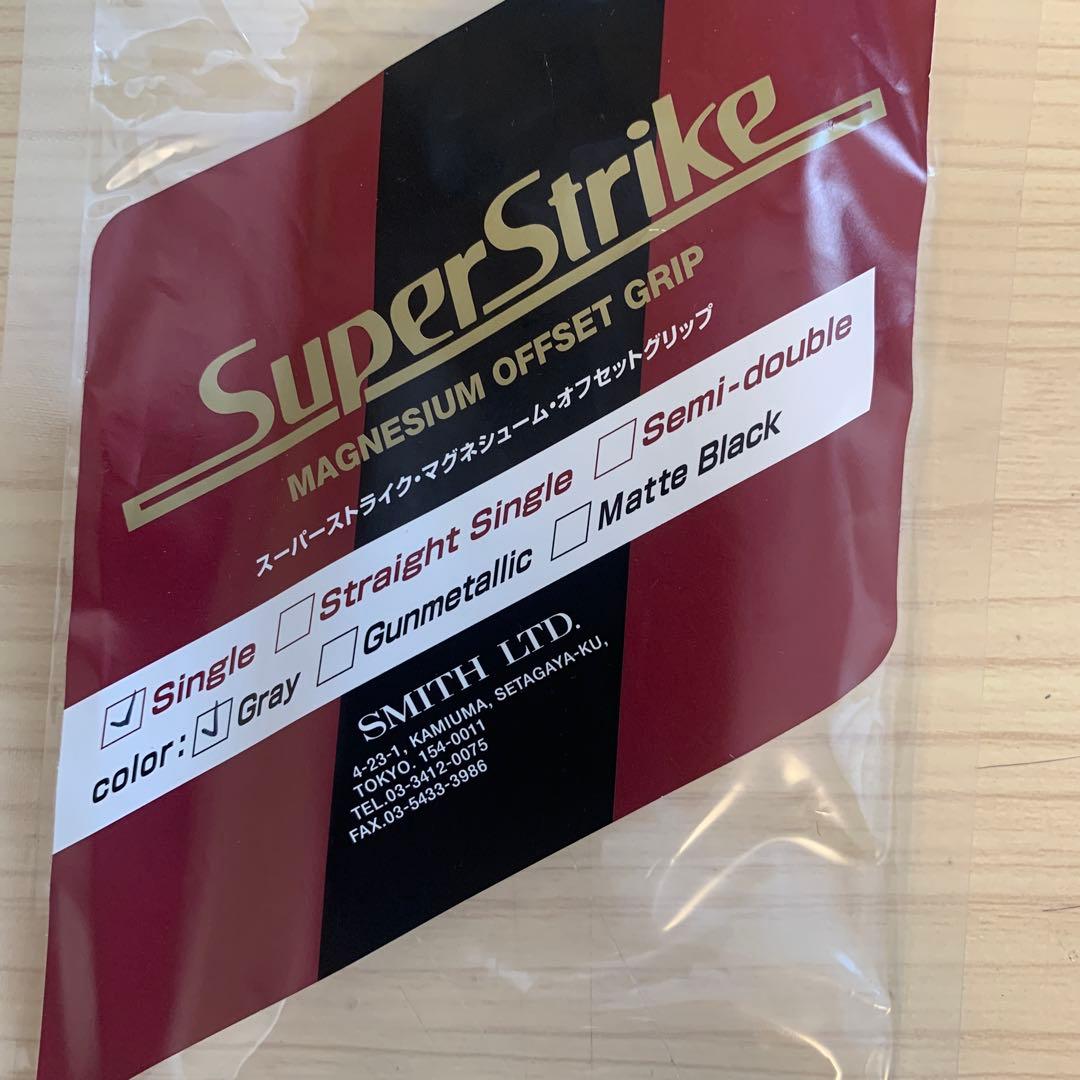 SuperStrike
MAGNESIUM OFFSET GRIP
スーパーストライク・マグネシューム・オフセットグリップ
Single Straight Single Semi-double
color: Gray Gunmetallic Matte Black
SMITH LTD.
4-23-1, KAMIUMA, SETAGAYA-KU,
TOKYO. 154-0011
TEL.03-3412-0075
FAX.03-5433-3986